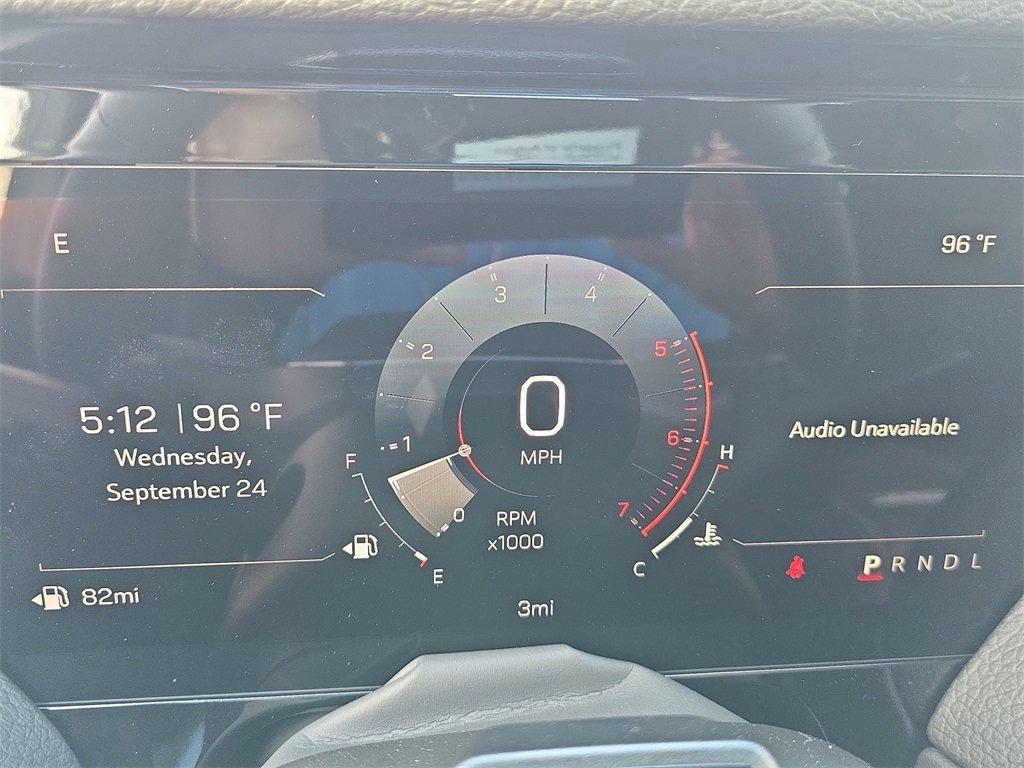 E
96 °F
5:12 | 96 °F
Wednesday,
September 24
Audio Unavailable
0
1
2
3
4
5
6
7
0
MPH
RPM
x1000
F
E
H
C
P R N D L
82mi
3mi